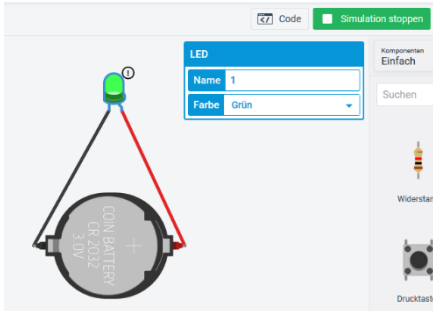 Code
Simulation stoppen
LED
Name 1
Farbe Grün
Komponenten
Einfach
Suchen
Widerstan
Drucktast
COIN BATTERY
CR 2032
3.0V
+